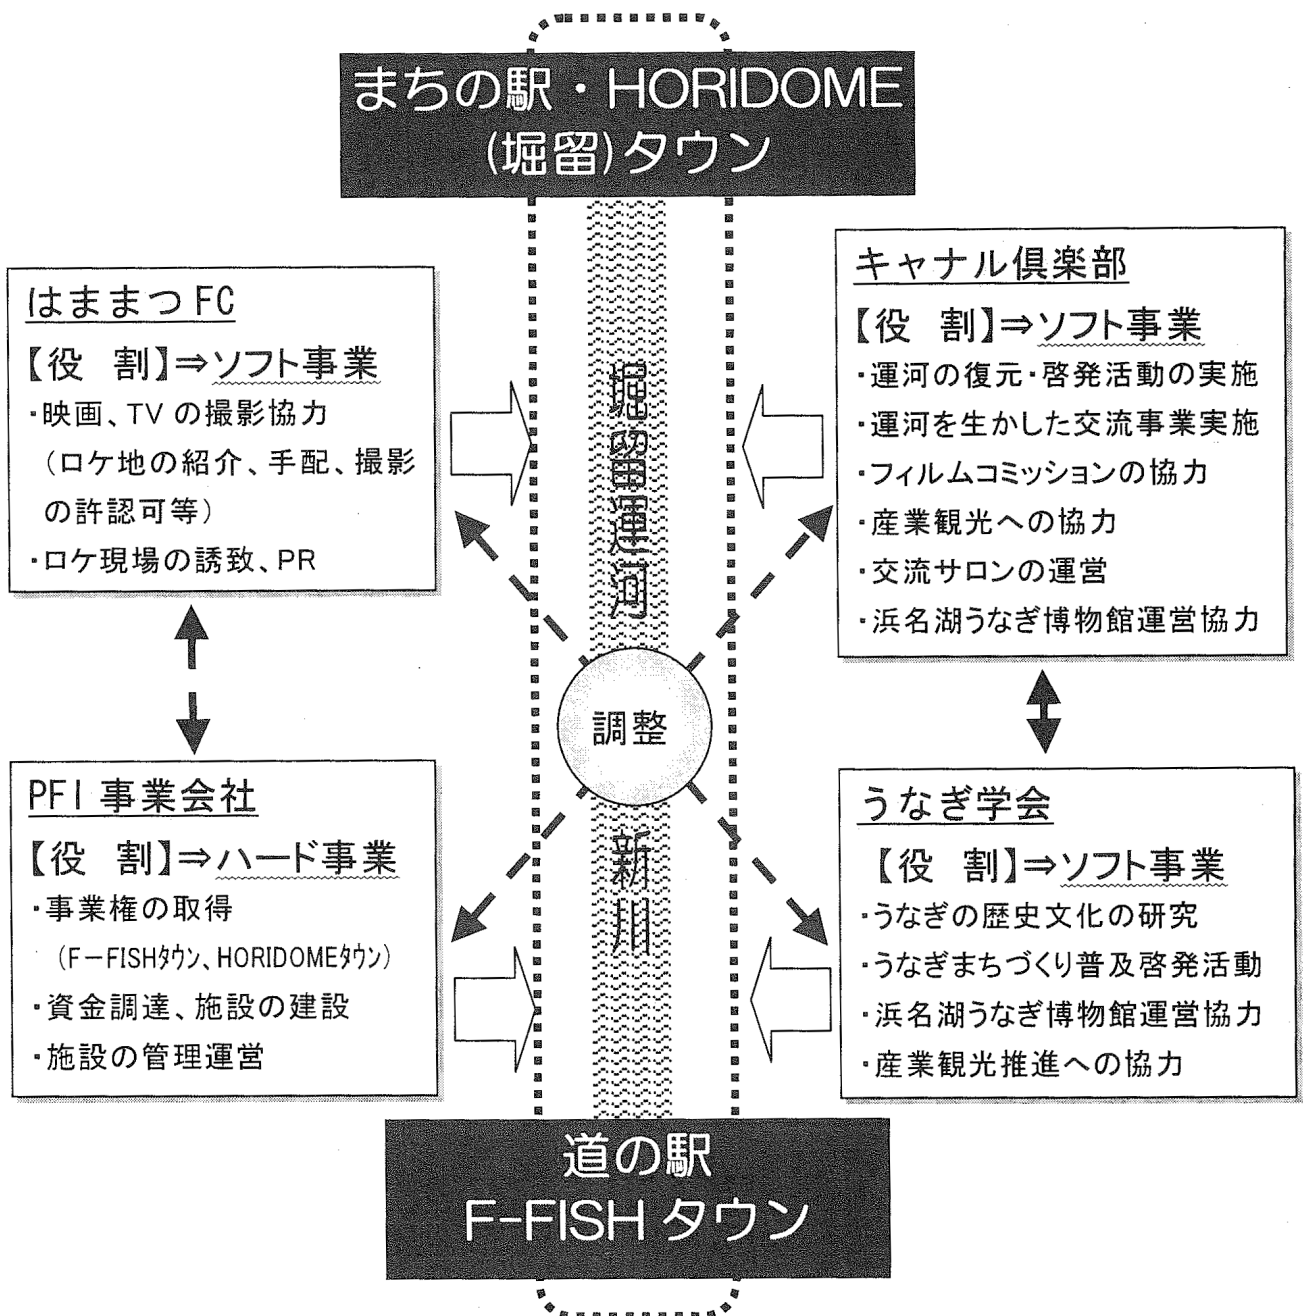 まちの駅・HORIDOME
(堀留)タウン
はままつFC
【役 割】⇒ソフト事業
・映画、TVの撮影協力
(ロケ地の紹介、手配、撮影
の許認可等)
・ロケ現場の誘致、PR
キャナル倶楽部
【役 割】⇒ソフト事業
・運河の復元・啓発活動の実施
・運河を生かした交流事業実施
・フィルムコミッションの協力
・産業観光への協力
・交流サロンの運営
・浜名湖うなぎ博物館運営協力
堀留運河
調整
新川
PFI事業会社
【役 割】⇒ハード事業
・事業権の取得
(F-FISHタウン、HORIDOMEタウン)
・資金調達、施設の建設
・施設の管理運営
うなぎ学会
【役 割】⇒ソフト事業
・うなぎの歴史文化の研究
・うなぎまちづくり普及啓発活動
・浜名湖うなぎ博物館運営協力
・産業観光推進への協力
道の駅
F-FISHタウン